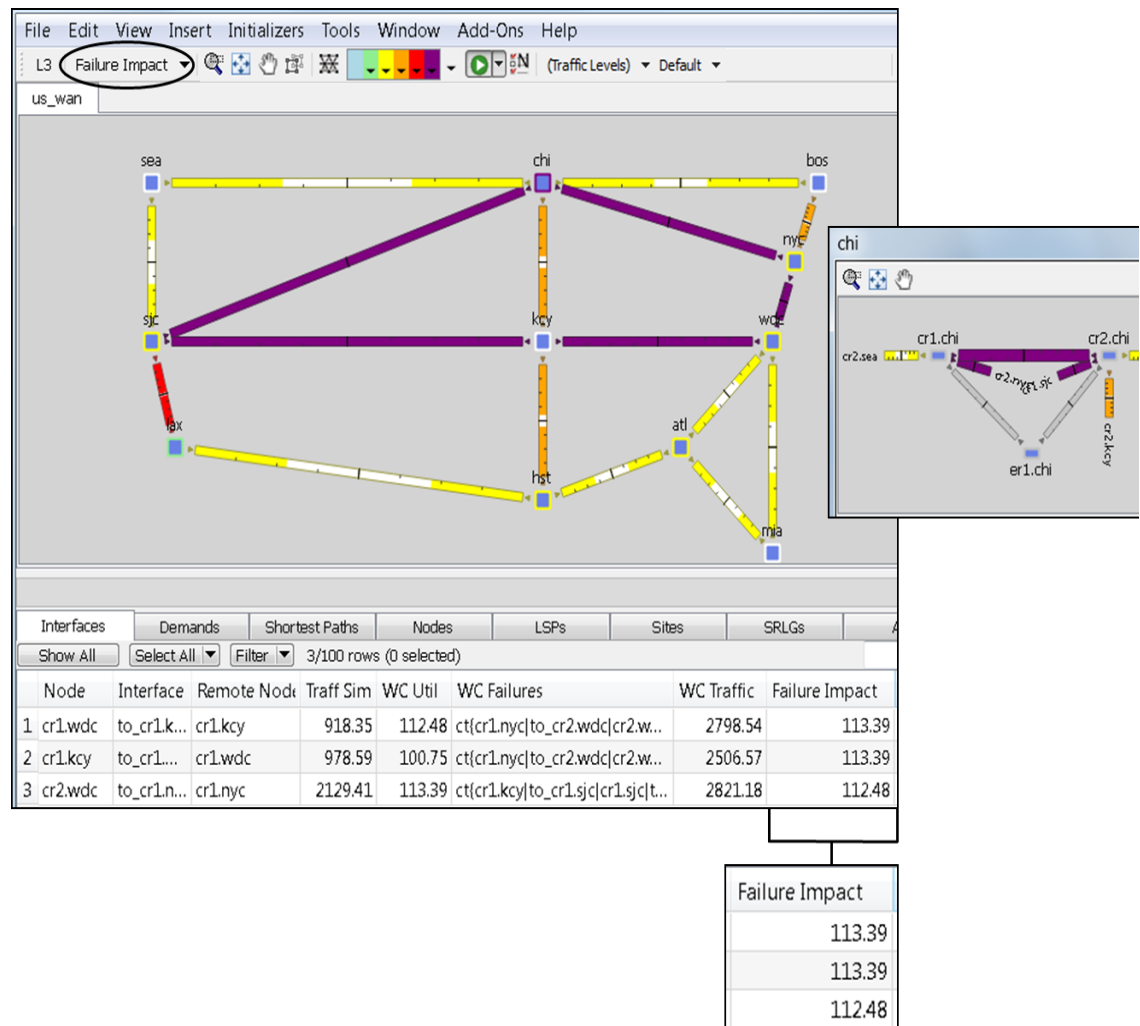 File Edit View Insert Initializers Tools Window Add-Ons Help
L3 Failure Impact (Traffic Levels) Default
us_wan
sea chi bos
nyc
sjc kcy
lax atl
hst
mia
chi
cr1.chi cr2.chi
cr2.sea
cr2.kcy
er1.chi
Interfaces Demands Shortest Paths Nodes LSPs Sites SRLGs
Show All Select All Filter 3/100 rows (0 selected)
Node Interface Remote Node Traff Sim WC Util WC Failures WC Traffic Failure Impact
1 cr1.wdc to_cr1.k... cr1.kcy 918.35 112.48 ct{cr1.nyc|to_cr2.wdc|cr2.w... 2798.54 113.39
2 cr1.kcy to_cr1.... cr1.wdc 978.59 100.75 ct{cr1.nyc|to_cr2.wdc|cr2.w... 2506.57 113.39
3 cr2.wdc to_cr1.n... cr1.nyc 2129.41 113.39 ct{cr1.kcy|to_cr1.sjc|cr1.sjc|t... 2821.18 112.48
Failure Impact
113.39
113.39
112.48